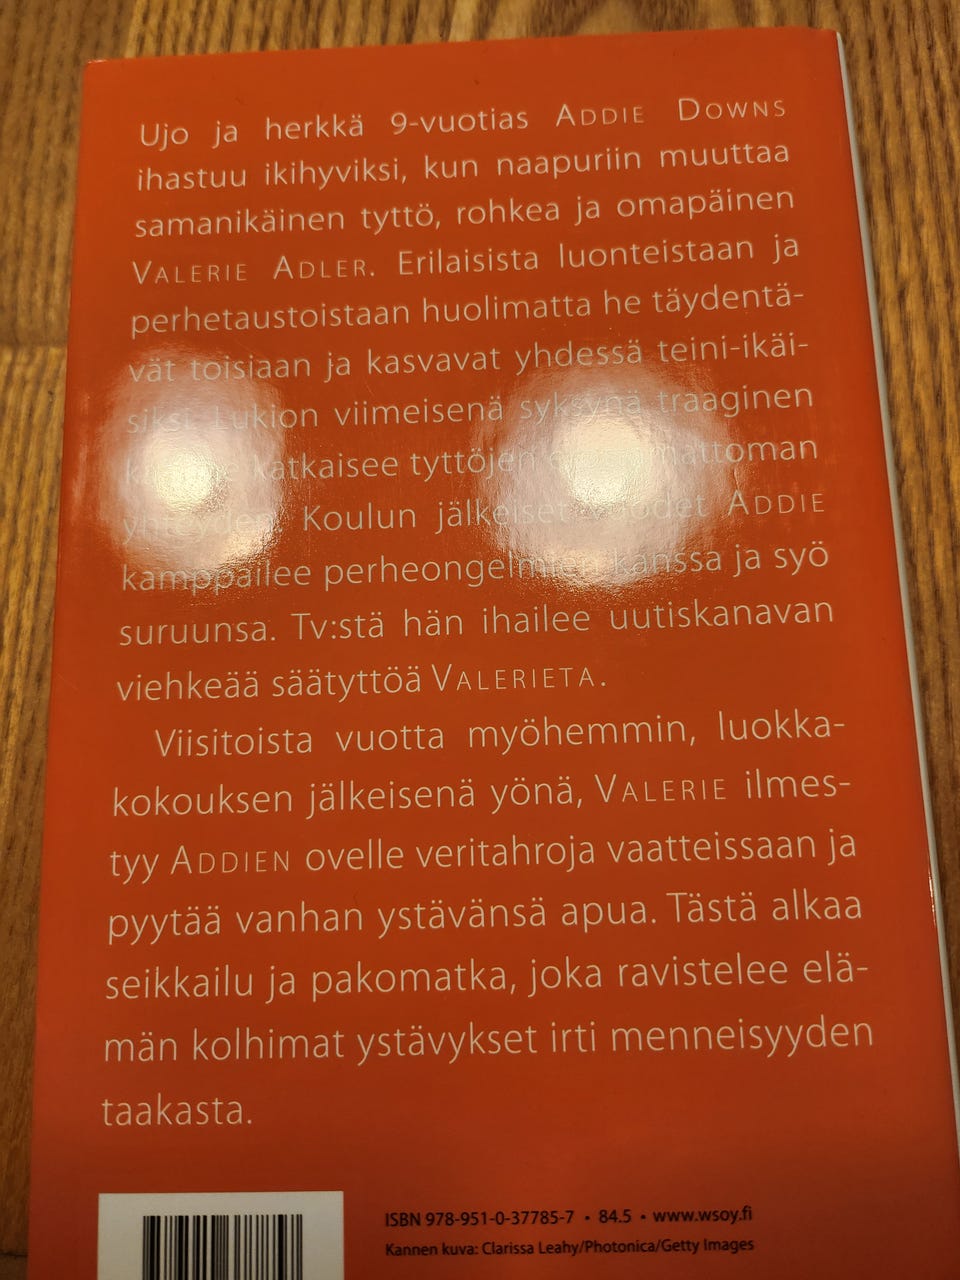 Ujo ja herkkä 9-vuotias ADDIE DOWNS
ihastuu ikihyviksi, kun naapuriin muuttaa
samanikäinen tyttö, rohkea ja omapäinen
VALERIE ADLER. Erilaisista luonteistaan ja
perhetaustoistaan huolimatta he täydentä-
vät toisiaan ja kasvavat yhdessä teini-ikäi-
siksi. Lukion viimeisenä syksynä traaginen
katkaisee tyttöjen
yhteyden. Koulun jälkeiset vuodet ADDIE
kamppailee perheongelmien kanssa ja syö
suruunsa. Tv:stä hän ihailee uutiskanavan
viehkeää säätyttöä VALERIETA.
Viisitoista vuotta myöhemmin, luokka-
kokouksen jälkeisenä yönä, VALERIE ilmes-
tyy ADDIEN ovelle veritahroja vaatteissaan ja
pyytää vanhan ystävänsä apua. Tästä alkaa
seikkailu ja pakomatka, joka ravistelee elä-
män kolhimat ystävykset irti menneisyyden
taakasta.
ISBN 978-951-0-37785-7 • 84.5 • www.wsoy.fi
Kannen kuva: Clarissa Leahy/Photonica/Getty Images